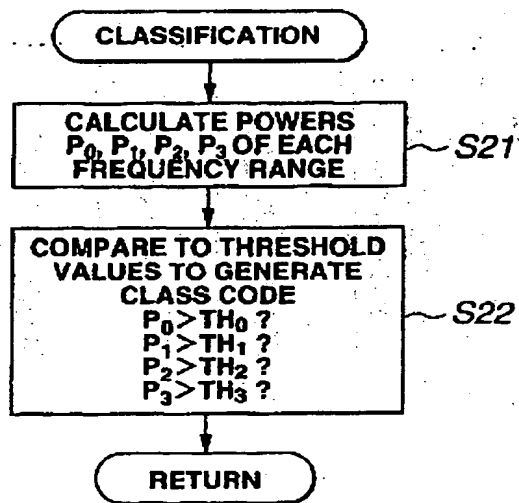 CLASSIFICATION
CALCULATE POWERS
P₀, P₁, P₂, P₃ OF EACH
FREQUENCY RANGE
S21
COMPARE TO THRESHOLD
VALUES TO GENERATE
CLASS CODE
P₀>TH₀ ?
P₁>TH₁ ?
P₂>TH₂ ?
P₃>TH₃ ?
S22
RETURN